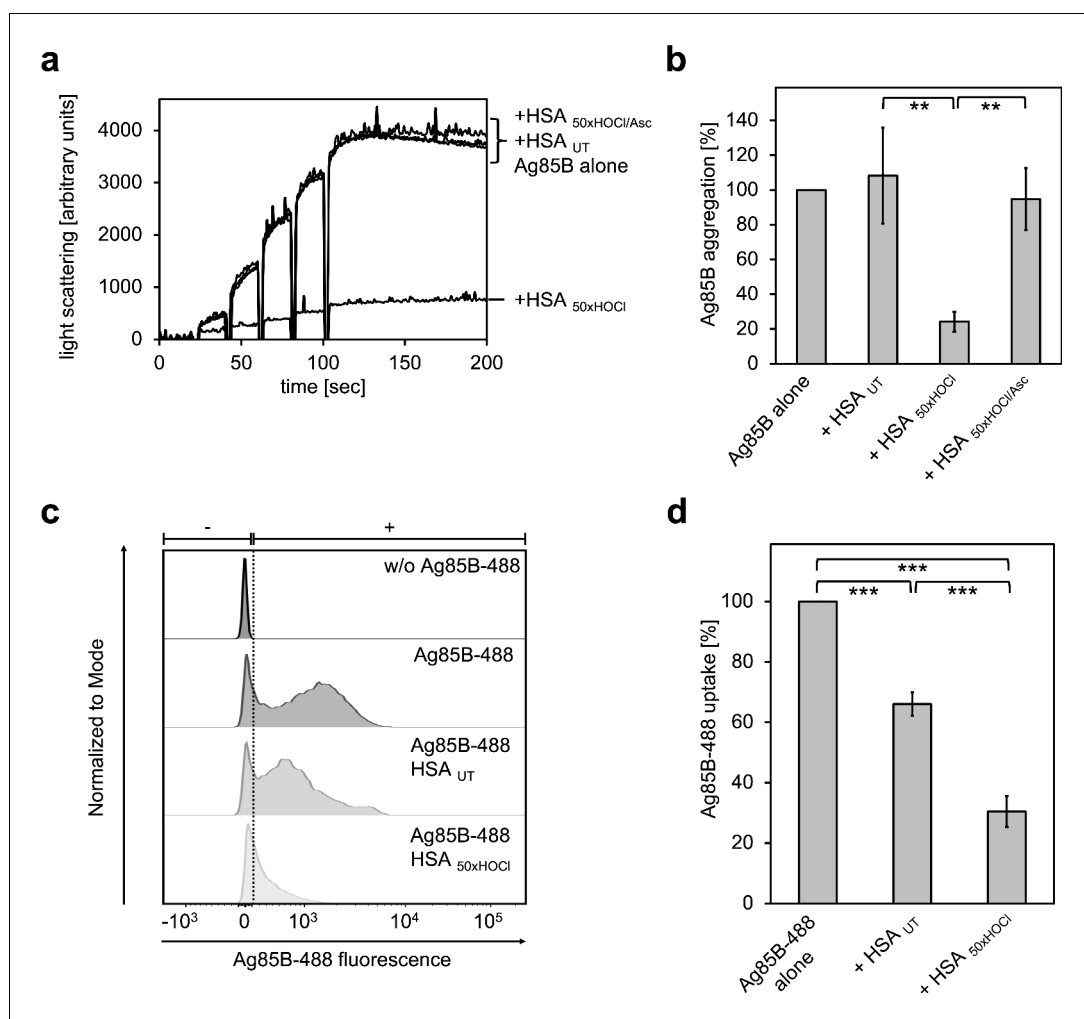 a
light scattering [arbitrary units]
4000
3000
2000
1000
0
0
50
100
150
200
time [sec]
+HSA 50xHOCl/Asc
+HSA UT
Ag85B alone
+HSA 50xHOCl
b
Ag85B aggregation [%]
140
120
100
80
60
40
20
0
**
**
Ag85B alone
+ HSA UT
+ HSA 50xHOCl
+ HSA 50xHOCl/Asc
c
-
+
Normalized to Mode
w/o Ag85B-488
Ag85B-488
Ag85B-488
HSA UT
Ag85B-488
HSA 50xHOCl
-10³
0
10³
10⁴
10⁵
Ag85B-488 fluorescence
d
Ag85B-488 uptake [%]
100
80
60
40
20
0
***
***
***
Ag85B-488
alone
+ HSA UT
+ HSA 50xHOCl